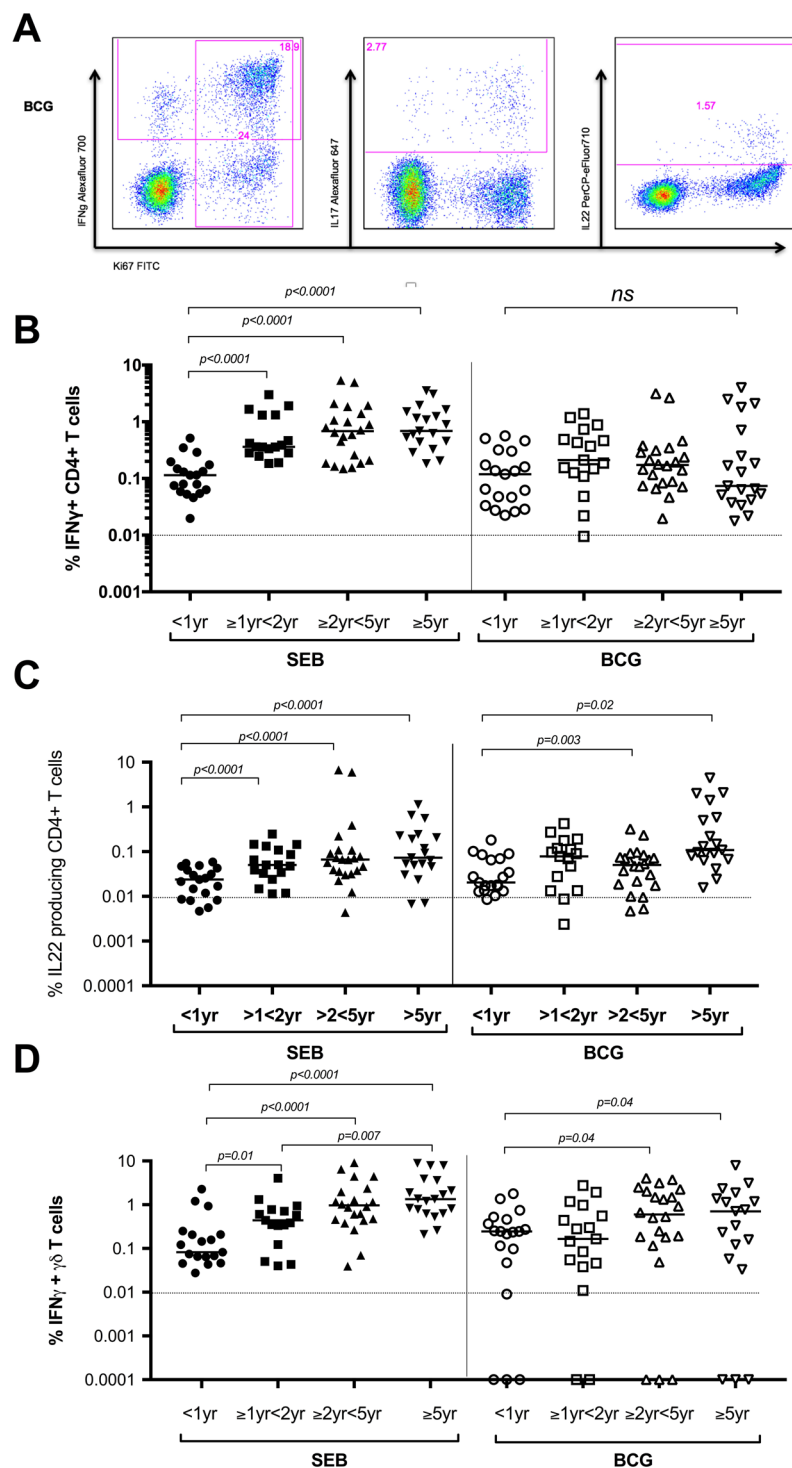 A
BCG
IFNg Alexafluor 700
18.9
24
IL17 Alexafluor 647
2.77
IL22 PerCP-eFluor710
1.57
Ki67 FITC
B
p<0.0001
p<0.0001
p<0.0001
ns
% IFNγ+ CD4+ T cells
10
1
0.1
0.01
0.001
<1yr ≥1yr<2yr ≥2yr<5yr ≥5yr <1yr ≥1yr<2yr ≥2yr<5yr ≥5yr
SEB BCG
C
p<0.0001
p<0.0001
p<0.0001
p=0.02
p=0.003
% IL22 producing CD4+ T cells
10
1
0.1
0.01
0.001
0.0001
<1yr >1<2yr >2<5yr >5yr <1yr >1<2yr >2<5yr >5yr
SEB BCG
D
p<0.0001
p<0.0001
p=0.007
p=0.01
p=0.04
p=0.04
% IFNγ + γδ T cells
10
1
0.1
0.01
0.001
0.0001
<1yr ≥1yr<2yr ≥2yr<5yr ≥5yr <1yr ≥1yr<2yr ≥2yr<5yr ≥5yr
SEB BCG